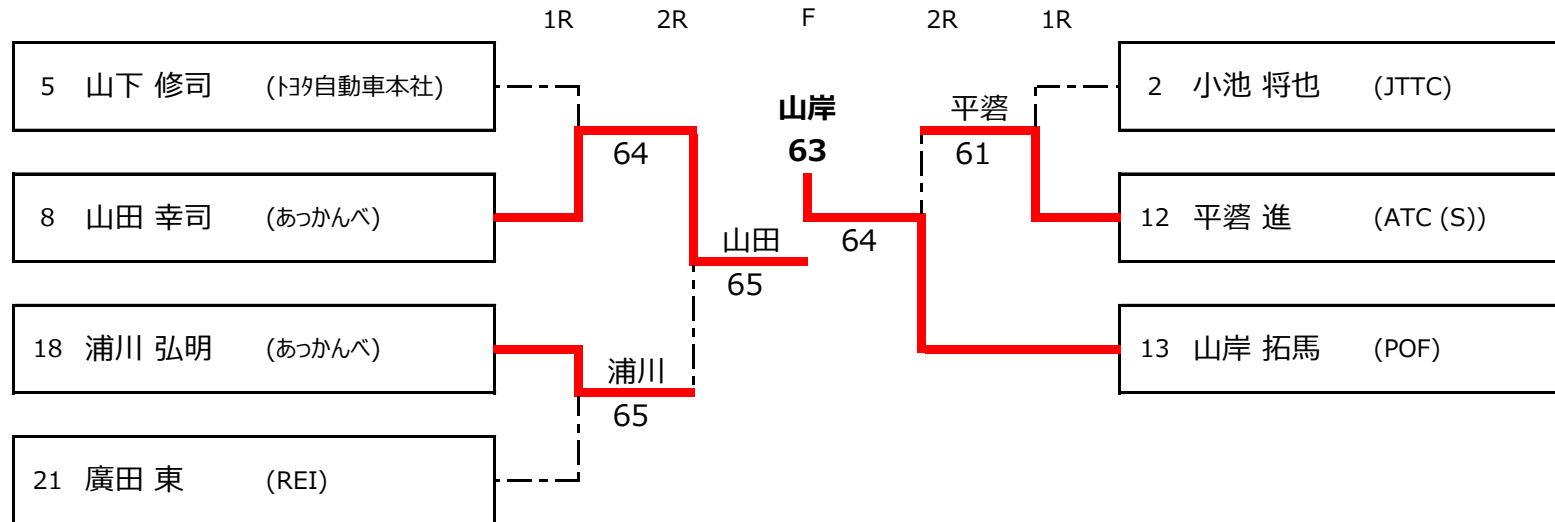 1R 2R F 2R 1R
5 山下 修司 (ﾄﾖﾀ自動車本社)
2 小池 将也 (JTTC)
山岸
平碆
64
63
61
8 山田 幸司 (あっかんべ)
12 平碆 進 (ATC (S))
山田
64
65
18 浦川 弘明 (あっかんべ)
13 山岸 拓馬 (POF)
浦川
65
21 廣田 東 (REI)